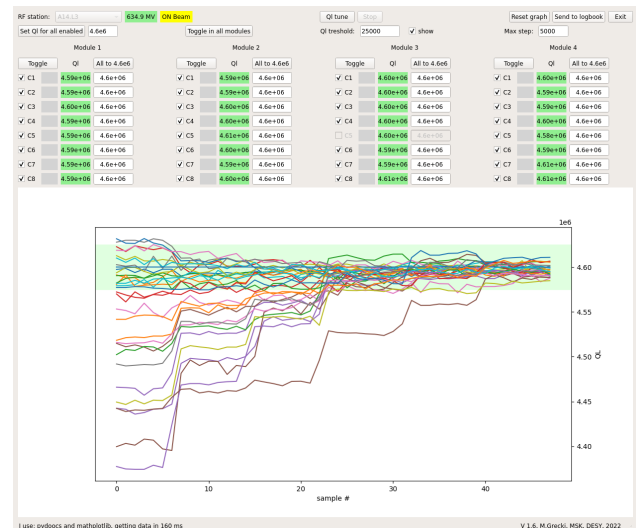 RF station: A14.L3 634.9 MV ON Beam Ql tune Stop Reset graph Send to logbook Exit
Set Ql for all enabled 4.6e6 Toggle in all modules Ql treshold: 25000 show Max step: 5000
Module 1 Module 2 Module 3 Module 4
Toggle Ql All to 4.6e6 Toggle Ql All to 4.6e6 Toggle Ql All to 4.6e6 Toggle Ql All to 4.6e6
C1 4.59e+06 4.6e+06 C1 4.59e+06 4.6e+06 C1 4.60e+06 4.6e+06 C1 4.60e+06 4.6e+06
C2 4.59e+06 4.6e+06 C2 4.59e+06 4.6e+06 C2 4.60e+06 4.6e+06 C2 4.59e+06 4.6e+06
C3 4.60e+06 4.6e+06 C3 4.60e+06 4.6e+06 C3 4.60e+06 4.6e+06 C3 4.60e+06 4.6e+06
C4 4.59e+06 4.6e+06 C4 4.60e+06 4.6e+06 C4 4.60e+06 4.6e+06 C4 4.60e+06 4.6e+06
C5 4.59e+06 4.6e+06 C5 4.61e+06 4.6e+06 C5 4.60e+06 4.6e+06 C5 4.58e+06 4.6e+06
C6 4.59e+06 4.6e+06 C6 4.60e+06 4.6e+06 C6 4.59e+06 4.6e+06 C6 4.60e+06 4.6e+06
C7 4.59e+06 4.6e+06 C7 4.59e+06 4.6e+06 C7 4.60e+06 4.6e+06 C7 4.61e+06 4.6e+06
C8 4.59e+06 4.6e+06 C8 4.60e+06 4.6e+06 C8 4.61e+06 4.6e+06 C8 4.61e+06 4.6e+06
1e6
4.60
4.55
4.50
QL
4.45
4.40
0 10 20 30 40
sample #
I use: pydoocs and mathplotlib, getting data in 160 ms V 1.6, M.Grecki, MSK, DESY, 2022